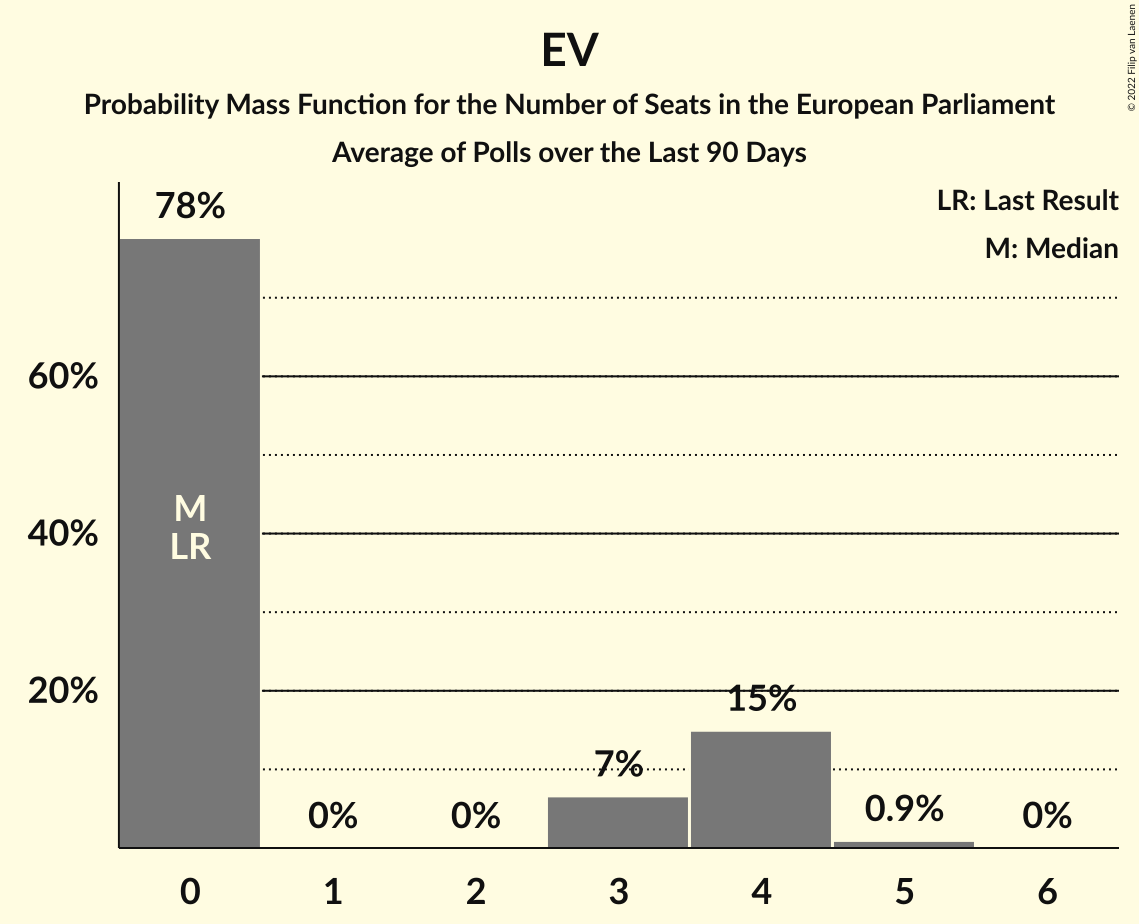 EV
Probability Mass Function for the Number of Seats in the European Parliament
Average of Polls over the Last 90 Days
© 2022 Filip van Laenen
LR: Last Result
M: Median
78%
60%
40%
20%
M
LR
0%
0%
7%
15%
0.9%
0%
0
1
2
3
4
5
6